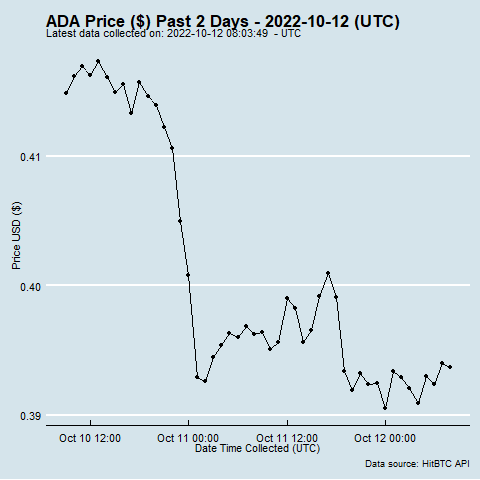 ADA Price ($) Past 2 Days - 2022-10-12 (UTC)
Latest data collected on: 2022-10-12 08:03:49 - UTC
0.41
0.40
0.39
Price USD ($)
Oct 10 12:00
Oct 11 00:00
Oct 11 12:00
Oct 12 00:00
Date Time Collected (UTC)
Data source: HitBTC API